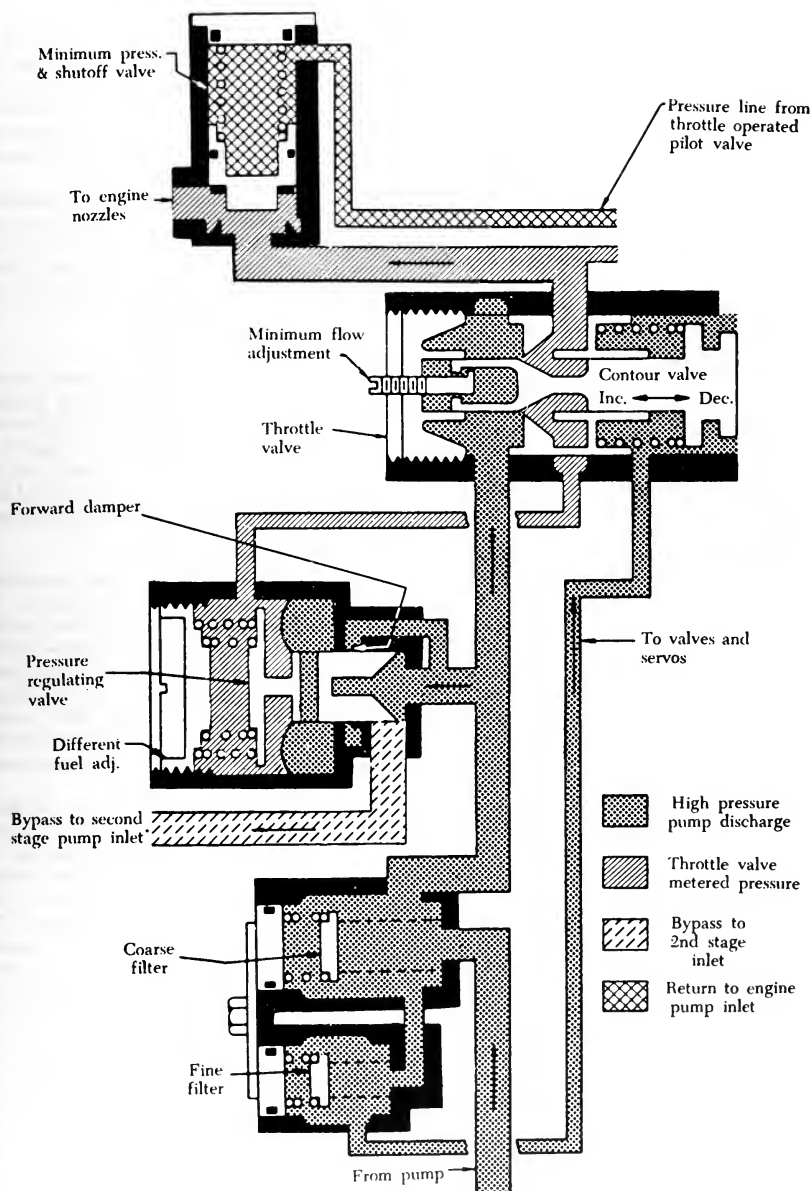 Minimum press.
& shutoff valve
Pressure line from
throttle operated
pilot valve
To engine
nozzles
Minimum flow
adjustment
Contour valve
Inc.
Dec.
Throttle
valve
Forward damper
To valves and
servos
Pressure
regulating
valve
Different
fuel adj.
Bypass to second
stage pump inlet
High pressure
pump discharge
Throttle valve
metered pressure
Bypass to
2nd stage
inlet
Return to engine
pump inlet
Coarse
filter
Fine
filter
From pump